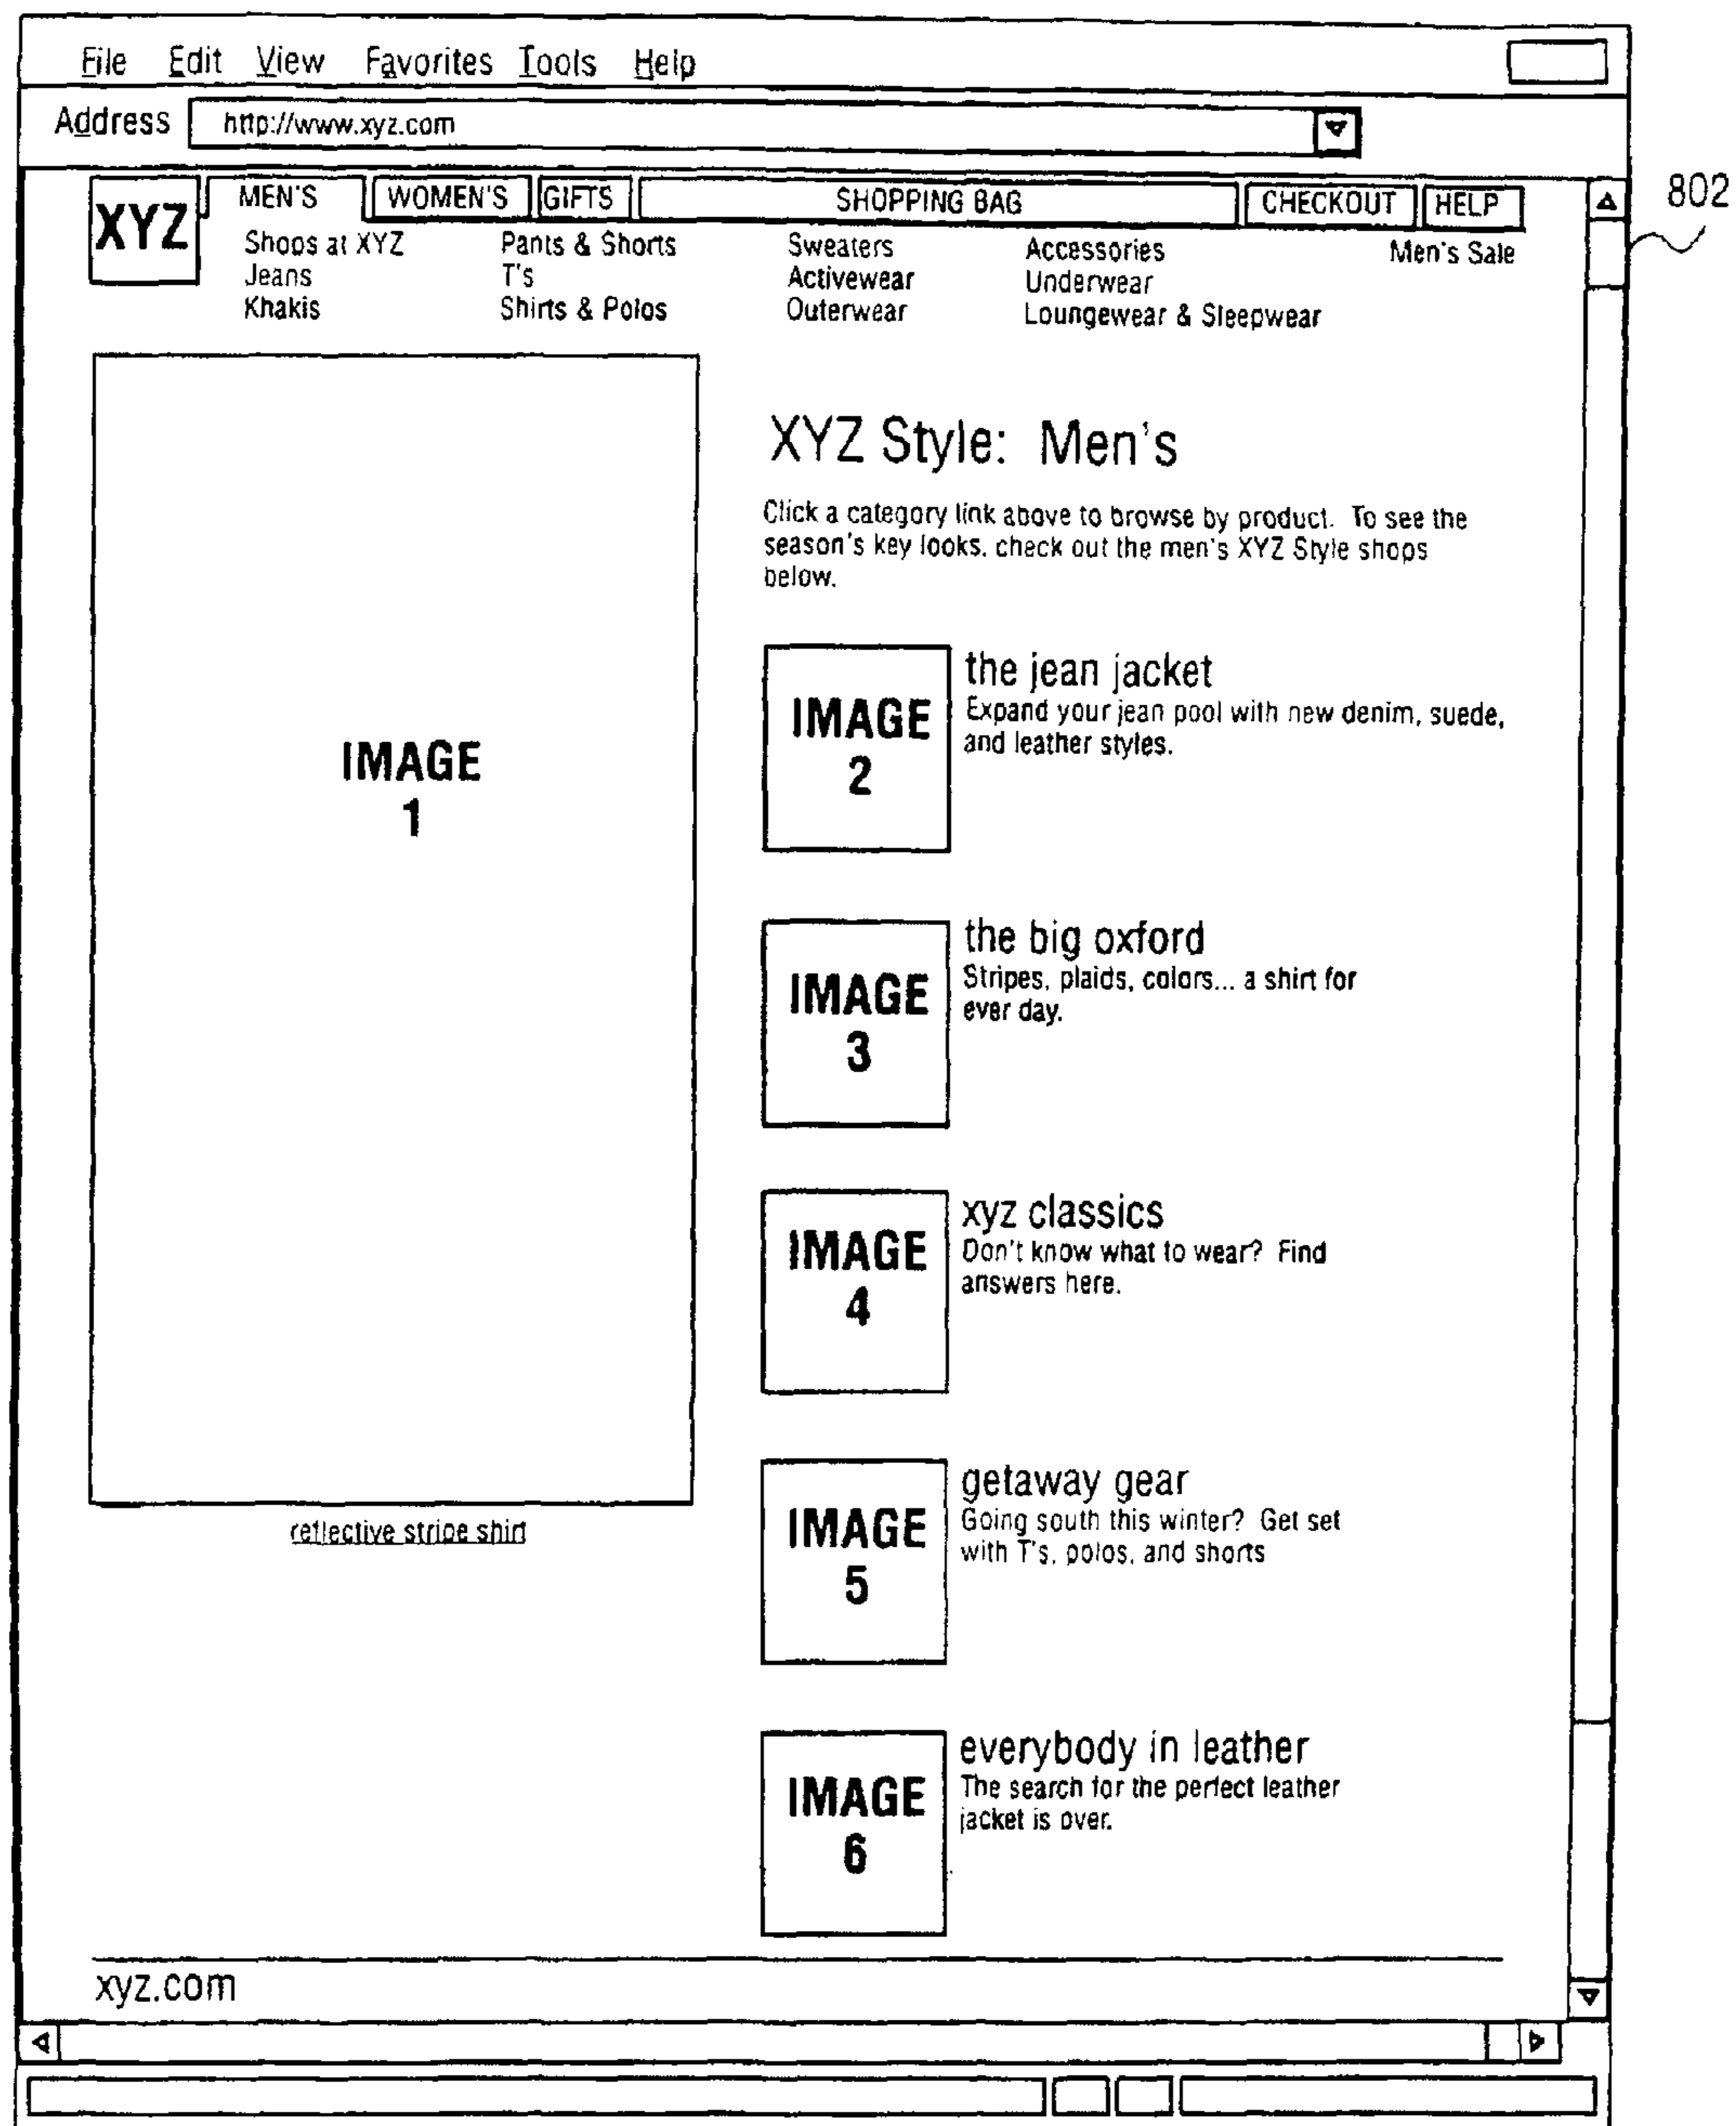 File Edit View Favorites Tools Help
Address http://www.xyz.com
802
XYZ MEN'S WOMEN'S GIFTS SHOPPING BAG CHECKOUT HELP
Shops at XYZ Pants & Shorts Sweaters Accessories Men's Sale
Jeans T's Activewear Underwear
Khakis Shirts & Polos Outerwear Loungewear & Sleepwear
XYZ Style: Men's
Click a category link above to browse by product. To see the
season's key looks, check out the men's XYZ Style shops
below.
IMAGE
1
IMAGE
2
the jean jacket
Expand your jean pool with new denim, suede,
and leather styles.
IMAGE
3
the big oxford
Stripes, plaids, colors... a shirt for
ever day.
IMAGE
4
xyz classics
Don't know what to wear? Find
answers here.
IMAGE
5
getaway gear
Going south this winter? Get set
with T's, polos, and shorts
reflective stripe shirt
IMAGE
6
everybody in leather
The search for the perfect leather
jacket is over.
xyz.com